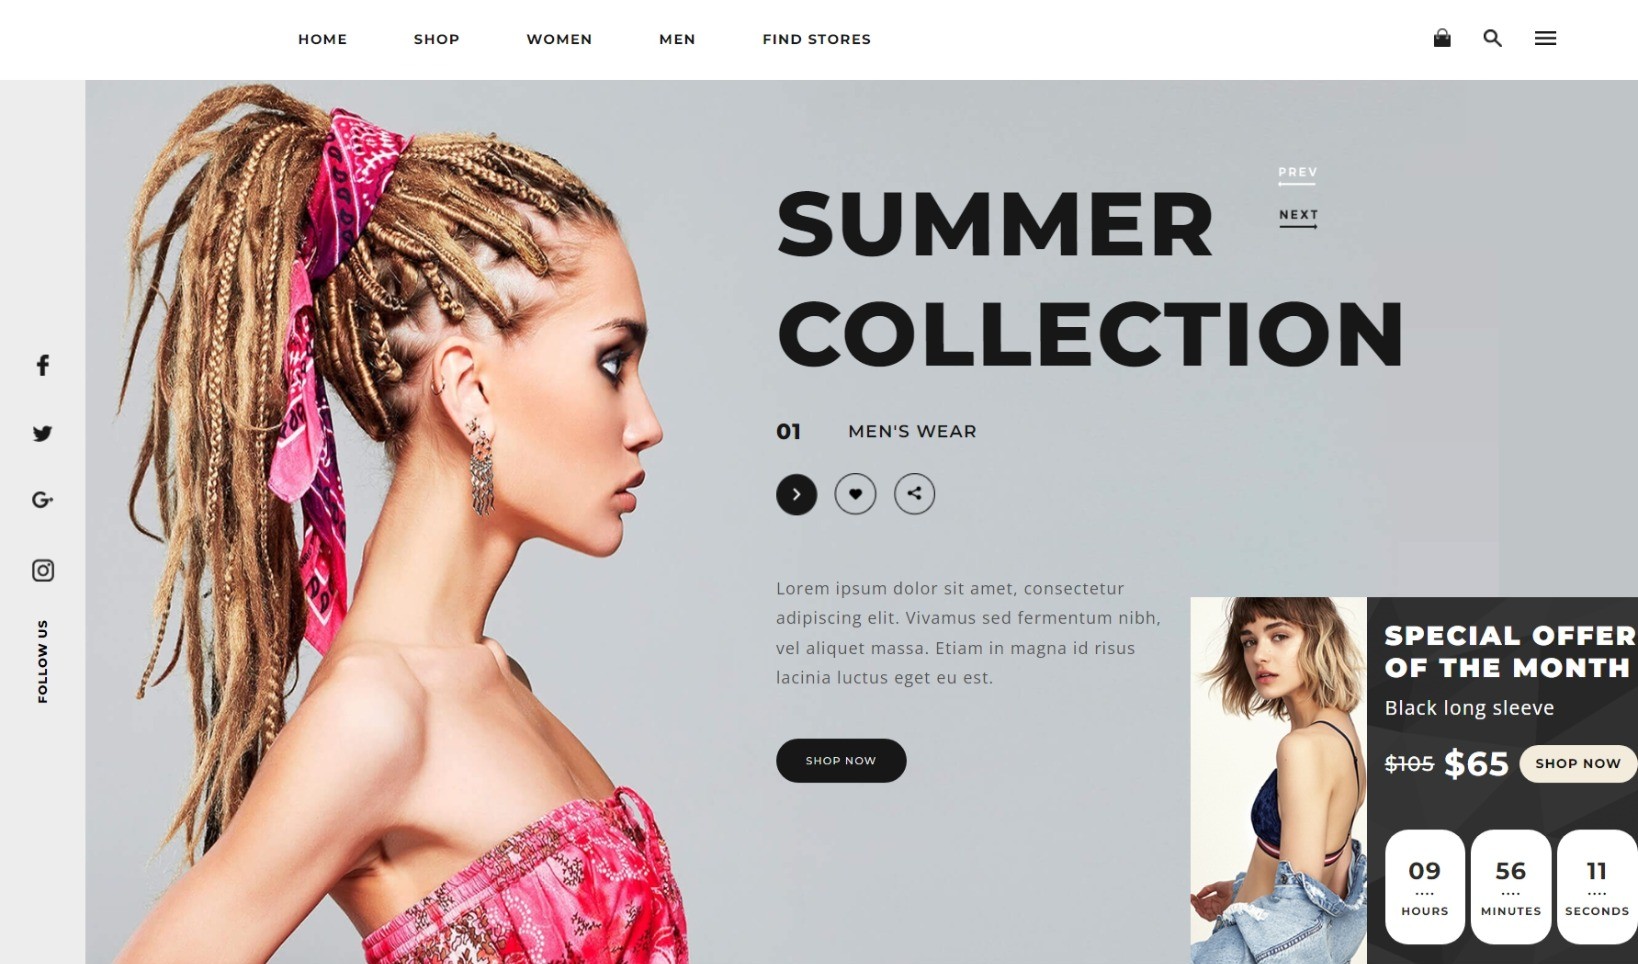 HOME SHOP WOMEN MEN FIND STORES
PREV
NEXT
SUMMER
COLLECTION
01 MEN'S WEAR
Lorem ipsum dolor sit amet, consectetur
adipiscing elit. Vivamus sed fermentum nibh,
vel aliquet massa. Etiam in magna id risus
lacinia luctus eget eu est.
SHOP NOW
FOLLOW US
SPECIAL OFFER
OF THE MONTH
Black long sleeve
$105 $65 SHOP NOW
09 56 11
HOURS MINUTES SECONDS